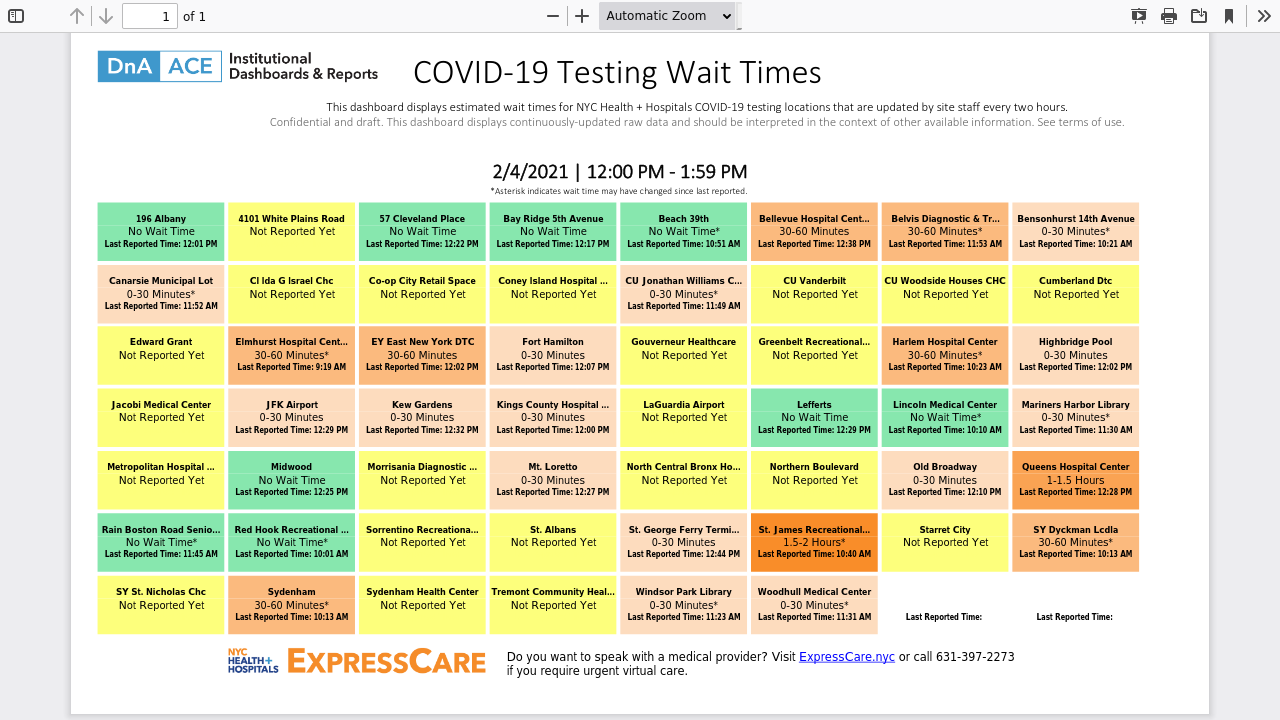 1 of 1
Automatic Zoom
DnA ACE Institutional Dashboards & Reports
COVID-19 Testing Wait Times
This dashboard displays estimated wait times for NYC Health + Hospitals COVID-19 testing locations that are updated by site staff every two hours.
Confidential and draft. This dashboard displays continuously-updated raw data and should be interpreted in the context of other available information. See terms of use.
2/4/2021 | 12:00 PM - 1:59 PM
*Asterisk indicates wait time may have changed since last reported.
196 Albany
No Wait Time
Last Reported Time: 12:01 PM
4101 White Plains Road
Not Reported Yet
57 Cleveland Place
No Wait Time
Last Reported Time: 12:22 PM
Bay Ridge 5th Avenue
No Wait Time
Last Reported Time: 12:17 PM
Beach 39th
No Wait Time*
Last Reported Time: 10:51 AM
Bellevue Hospital Cent...
30-60 Minutes
Last Reported Time: 12:38 PM
Belvis Diagnostic & Tr...
30-60 Minutes*
Last Reported Time: 11:53 AM
Bensonhurst 14th Avenue
0-30 Minutes*
Last Reported Time: 10:21 AM
Canarsie Municipal Lot
0-30 Minutes*
Last Reported Time: 11:52 AM
CI Ida G Israel Chc
Not Reported Yet
Co-op City Retail Space
Not Reported Yet
Coney Island Hospital ...
Not Reported Yet
CU Jonathan Williams C...
0-30 Minutes*
Last Reported Time: 11:49 AM
CU Vanderbilt
Not Reported Yet
CU Woodside Houses CHC
Not Reported Yet
Cumberland Dtc
Not Reported Yet
Edward Grant
Not Reported Yet
Elmhurst Hospital Cent...
30-60 Minutes*
Last Reported Time: 9:19 AM
EY East New York DTC
30-60 Minutes
Last Reported Time: 12:02 PM
Fort Hamilton
0-30 Minutes
Last Reported Time: 12:07 PM
Gouverneur Healthcare
Not Reported Yet
Greenbelt Recreational...
Not Reported Yet
Harlem Hospital Center
30-60 Minutes*
Last Reported Time: 10:23 AM
Highbridge Pool
0-30 Minutes
Last Reported Time: 12:02 PM
Jacobi Medical Center
Not Reported Yet
JFK Airport
0-30 Minutes
Last Reported Time: 12:29 PM
Kew Gardens
0-30 Minutes
Last Reported Time: 12:32 PM
Kings County Hospital ...
0-30 Minutes
Last Reported Time: 12:00 PM
LaGuardia Airport
Not Reported Yet
Lefferts
No Wait Time
Last Reported Time: 12:29 PM
Lincoln Medical Center
No Wait Time*
Last Reported Time: 10:10 AM
Mariners Harbor Library
0-30 Minutes*
Last Reported Time: 11:30 AM
Metropolitan Hospital ...
Not Reported Yet
Midwood
No Wait Time
Last Reported Time: 12:25 PM
Morrisania Diagnostic ...
Not Reported Yet
Mt. Loretto
0-30 Minutes
Last Reported Time: 12:27 PM
North Central Bronx Ho...
Not Reported Yet
Northern Boulevard
Not Reported Yet
Old Broadway
0-30 Minutes
Last Reported Time: 12:10 PM
Queens Hospital Center
1-1.5 Hours
Last Reported Time: 12:28 PM
Rain Boston Road Senio...
No Wait Time*
Last Reported Time: 11:45 AM
Red Hook Recreational ...
No Wait Time*
Last Reported Time: 10:01 AM
Sorrentino Recreationa...
Not Reported Yet
St. Albans
Not Reported Yet
St. George Ferry Termi...
0-30 Minutes
Last Reported Time: 12:44 PM
St. James Recreational...
1.5-2 Hours*
Last Reported Time: 10:40 AM
Starret City
Not Reported Yet
SY Dyckman Lcdla
30-60 Minutes*
Last Reported Time: 10:13 AM
SY St. Nicholas Chc
Not Reported Yet
Sydenham
30-60 Minutes*
Last Reported Time: 10:13 AM
Sydenham Health Center
Not Reported Yet
Tremont Community Heal...
Not Reported Yet
Windsor Park Library
0-30 Minutes*
Last Reported Time: 11:23 AM
Woodhull Medical Center
0-30 Minutes*
Last Reported Time: 11:31 AM
Last Reported Time:
Last Reported Time:
NYC HEALTH+ HOSPITALS
EXPRESSCARE
Do you want to speak with a medical provider? Visit ExpressCare.nyc or call 631-397-2273
if you require urgent virtual care.